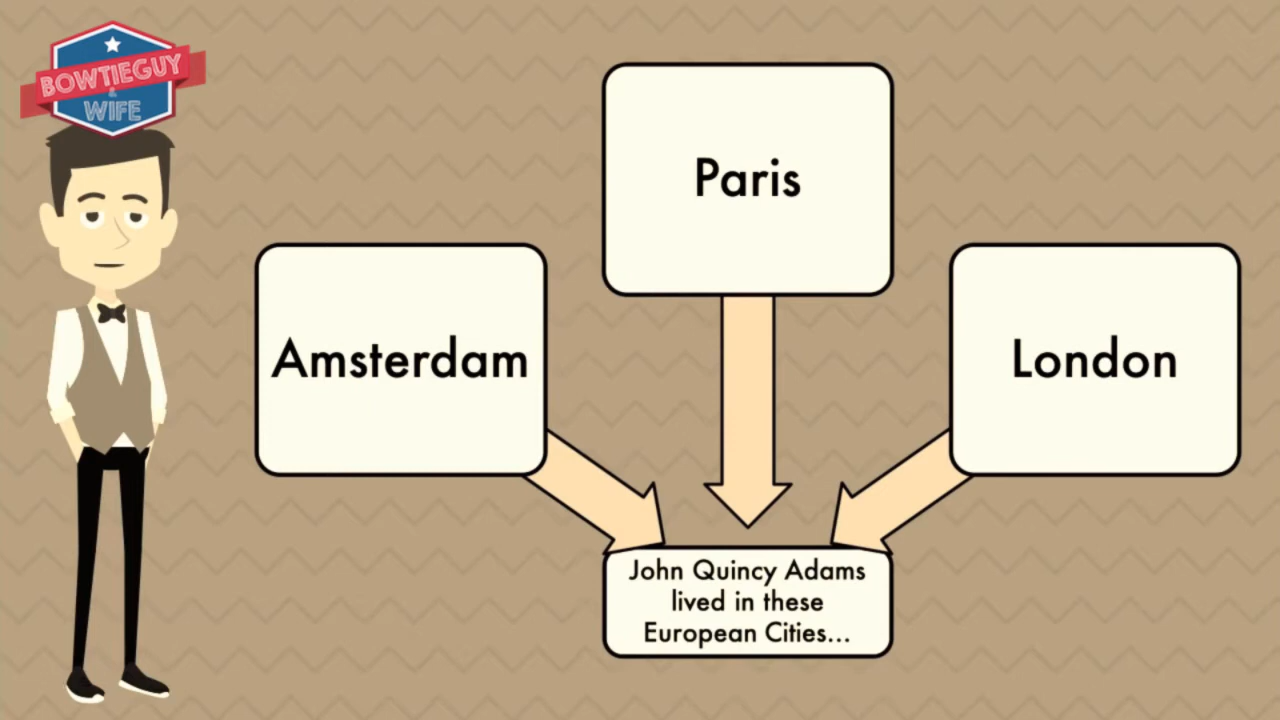 BOWTIEGUY
&
WIFE
Paris
Amsterdam
London
John Quincy Adams
lived in these
European Cities...